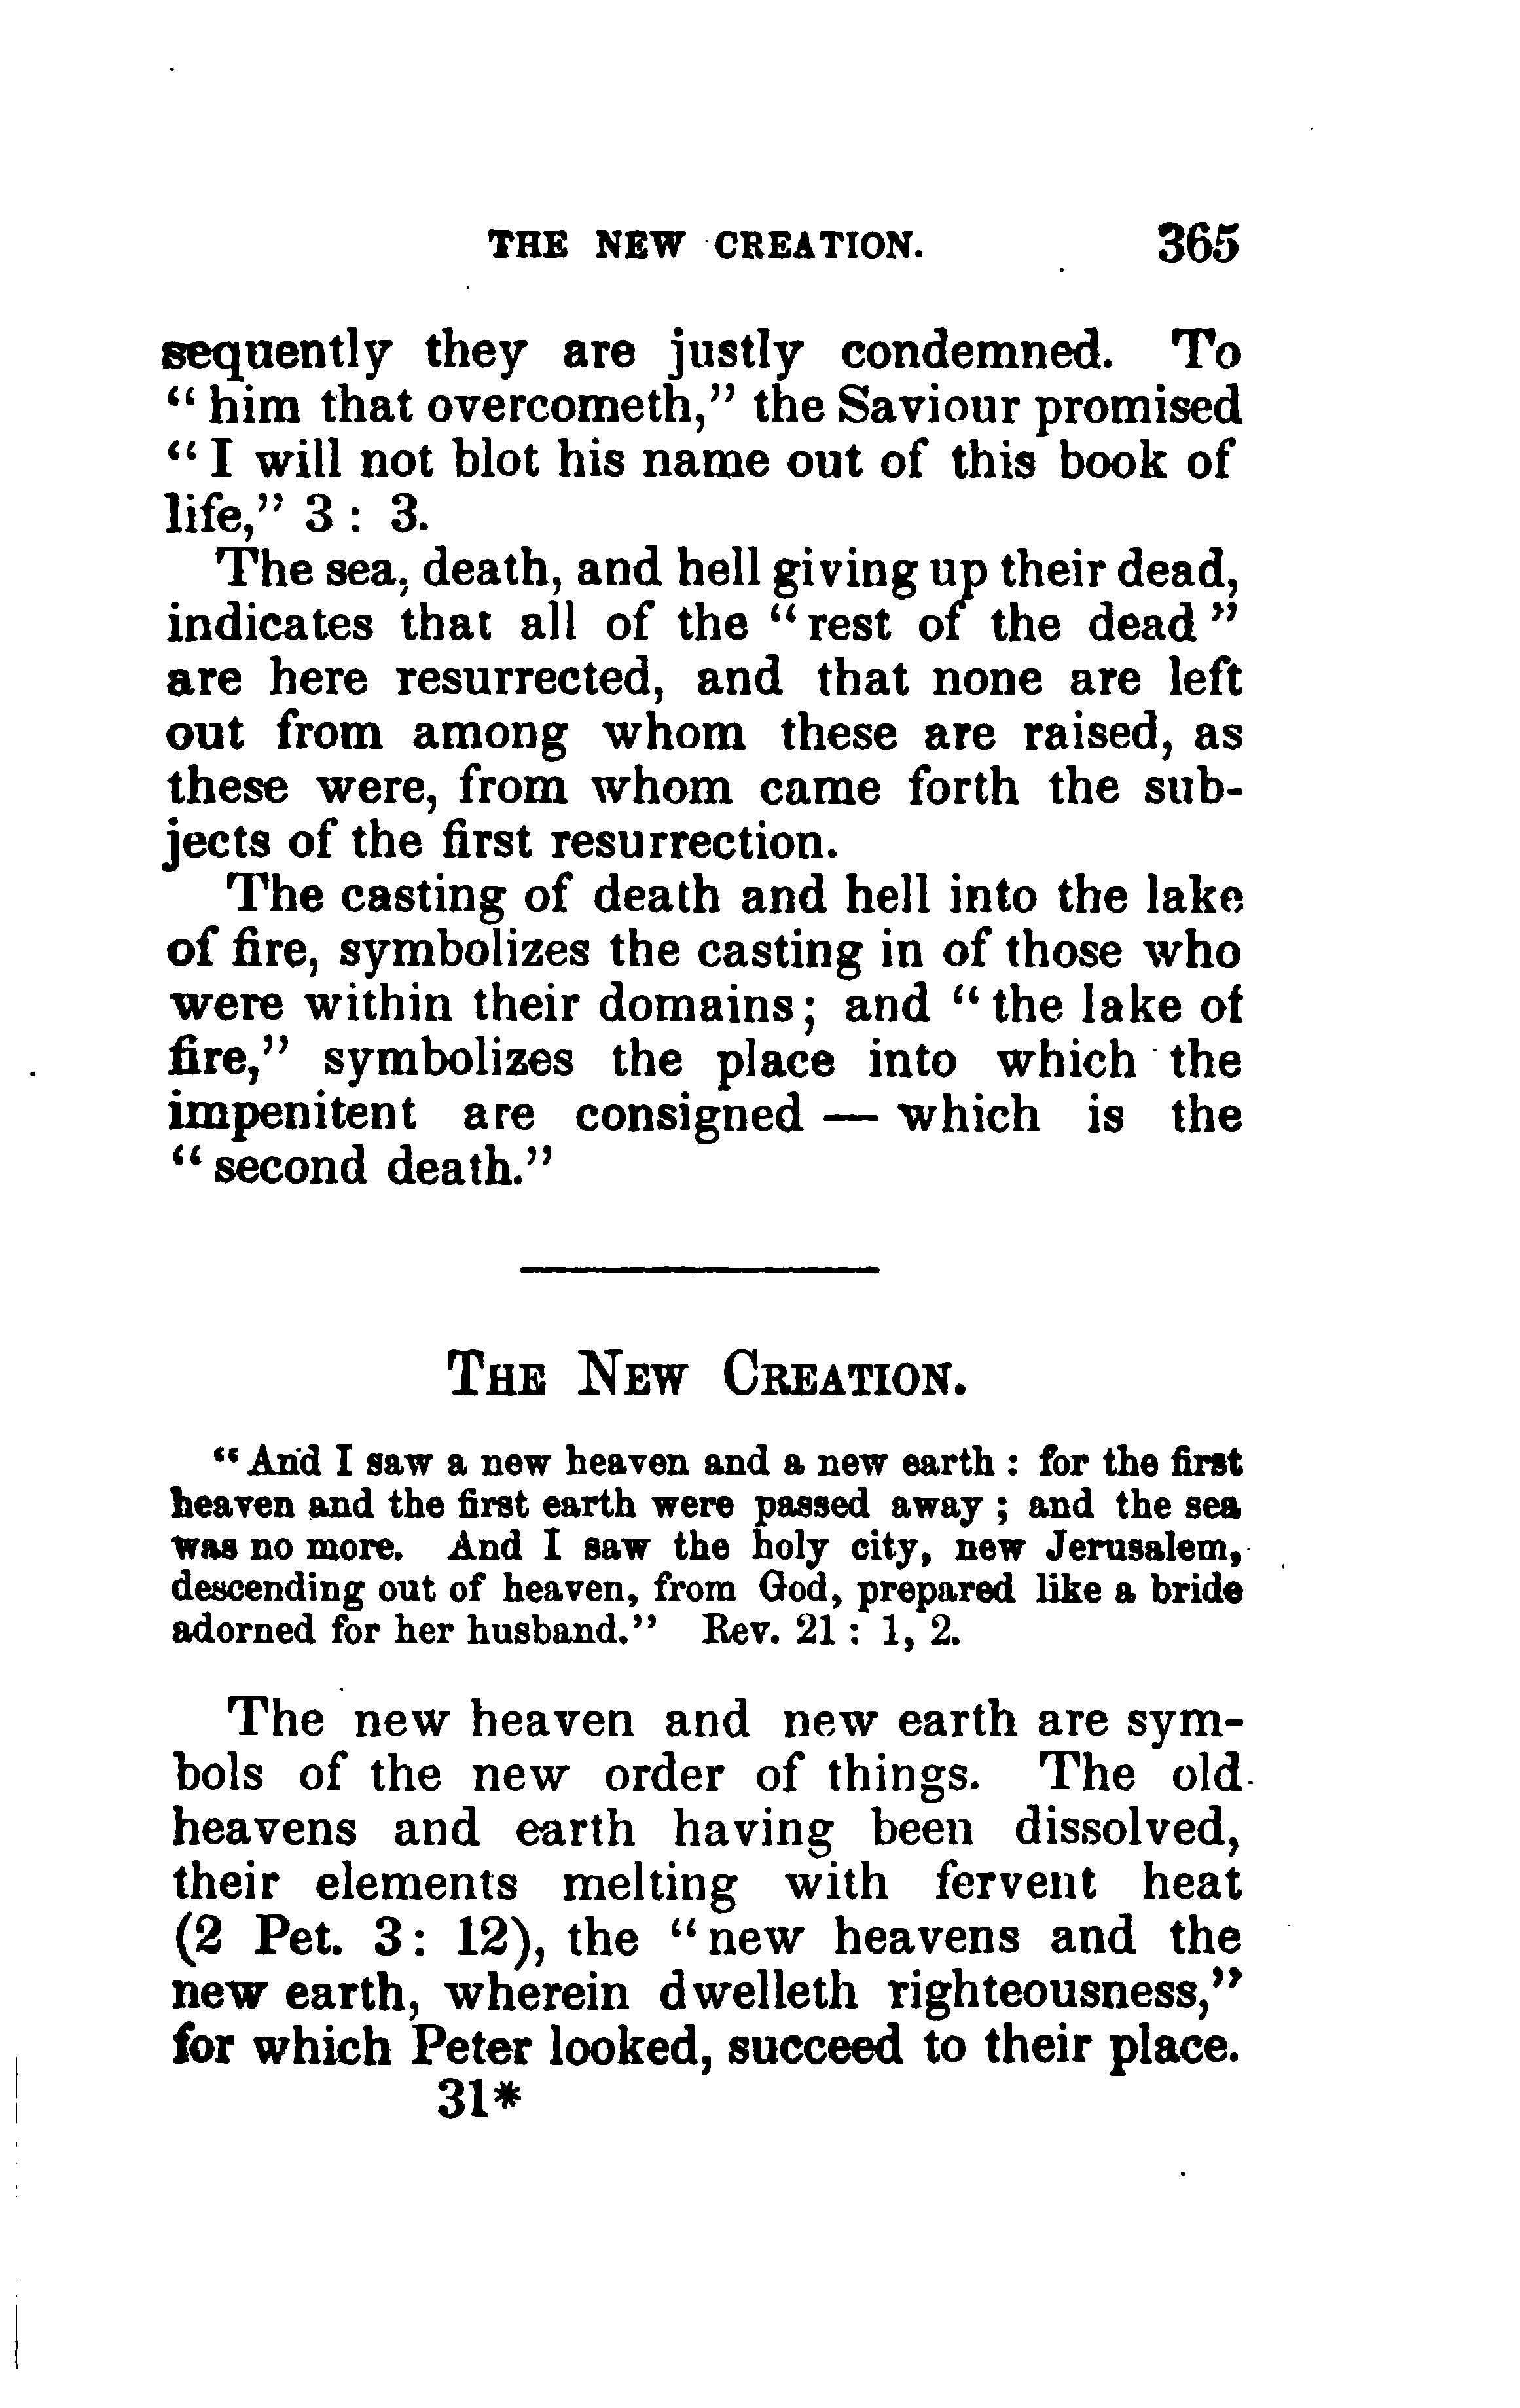 THE NEW CREATION. 365
sequently they are justly condemned. To
“ him that overcometh,” the Saviour promised
“ I will not blot his name out of this book of
life,” 3 : 3.
The sea, death, and hell giving up their dead,
indicates that all of the “ rest of the dead ”
are here resurrected, and that none are left
out from among whom these are raised, as
these were, from whom came forth the sub-
jects of the first resurrection.
The casting of death and hell into the lake
of fire, symbolizes the casting in of those who
were within their domains ; and “ the lake of
fire,” symbolizes the place into which the
impenitent are consigned — which is the
“ second death.”
THE NEW CREATION.
“ And I saw a new heaven and a new earth : for the first
heaven and the first earth were passed away ; and the sea
was no more. And I saw the holy city, new Jerusalem,
descending out of heaven, from God, prepared like a bride
adorned for her husband.” Rev. 21 : 1, 2.
The new heaven and new earth are sym-
bols of the new order of things. The old
heavens and earth having been dissolved,
their elements melting with fervent heat
(2 Pet. 3 : 12), the “ new heavens and the
new earth, wherein dwelleth righteousness,”
for which Peter looked, succeed to their place.
31*